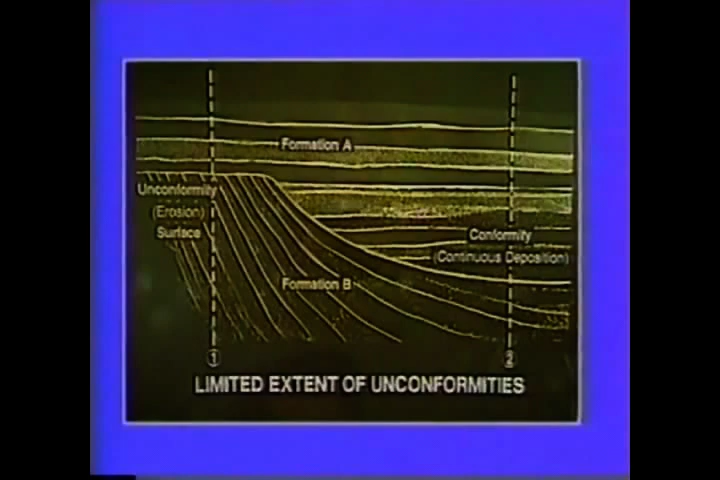 Formation A
Unconformity
(Erosion)
Surface
Conformity
(Continuous Deposition)
Formation B
1
2
LIMITED EXTENT OF UNCONFORMITIES